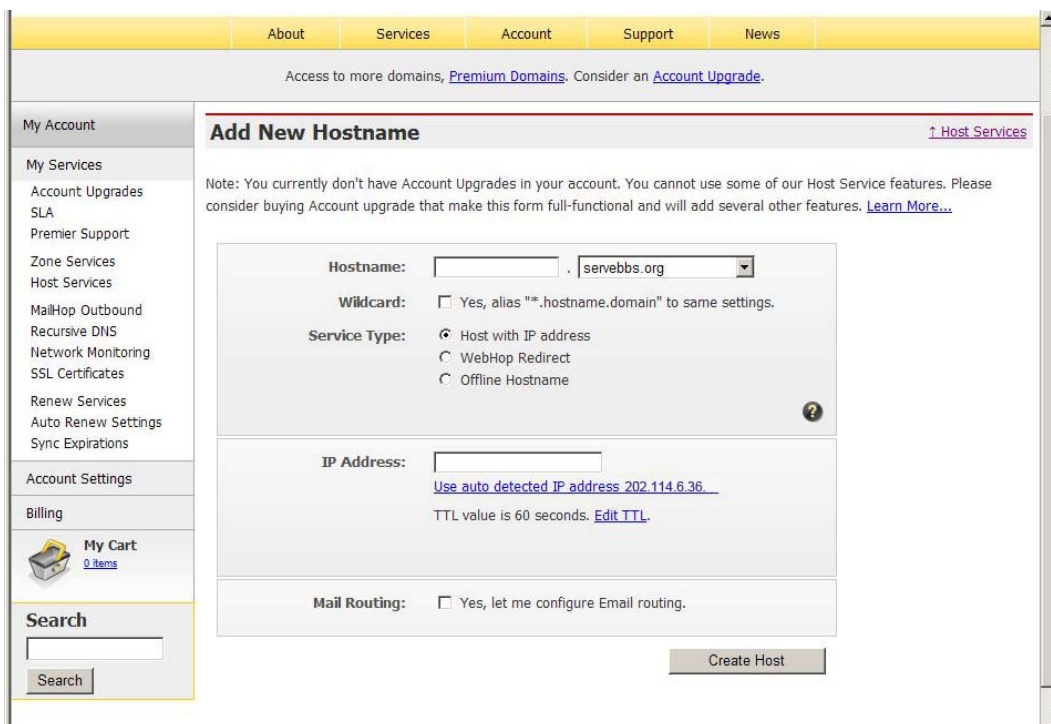 About Services Account Support News
Access to more domains, Premium Domains. Consider an Account Upgrade.
My Account
My Services
Account Upgrades
SLA
Premier Support
Zone Services
Host Services
MailHop Outbound
Recursive DNS
Network Monitoring
SSL Certificates
Renew Services
Auto Renew Settings
Sync Expirations
Account Settings
Billing
My Cart
0 items
Search
Search
Add New Hostname
↑ Host Services
Note: You currently don't have Account Upgrades in your account. You cannot use some of our Host Service features. Please
consider buying Account upgrade that make this form full-functional and will add several other features. Learn More...
Hostname: . servebbs.org
Wildcard: Yes, alias "*.hostname.domain" to same settings.
Service Type: Host with IP address
WebHop Redirect
Offline Hostname
?
IP Address:
Use auto detected IP address 202.114.6.36.
TTL value is 60 seconds. Edit TTL.
Mail Routing: Yes, let me configure Email routing.
Create Host